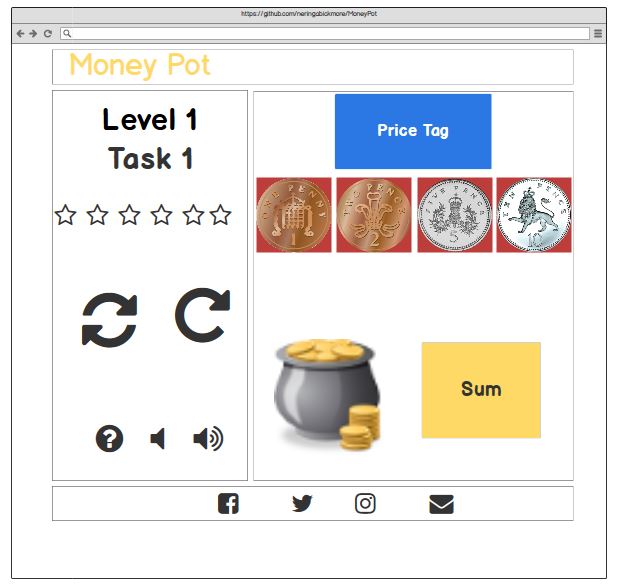 https://github.com/neringabickmore/MoneyPot
Money Pot
Level 1
Task 1
Price Tag
ONE PENNY
1
TWO PENCE
2
FIVE PENCE
5
TEN PENCE
10
Sum